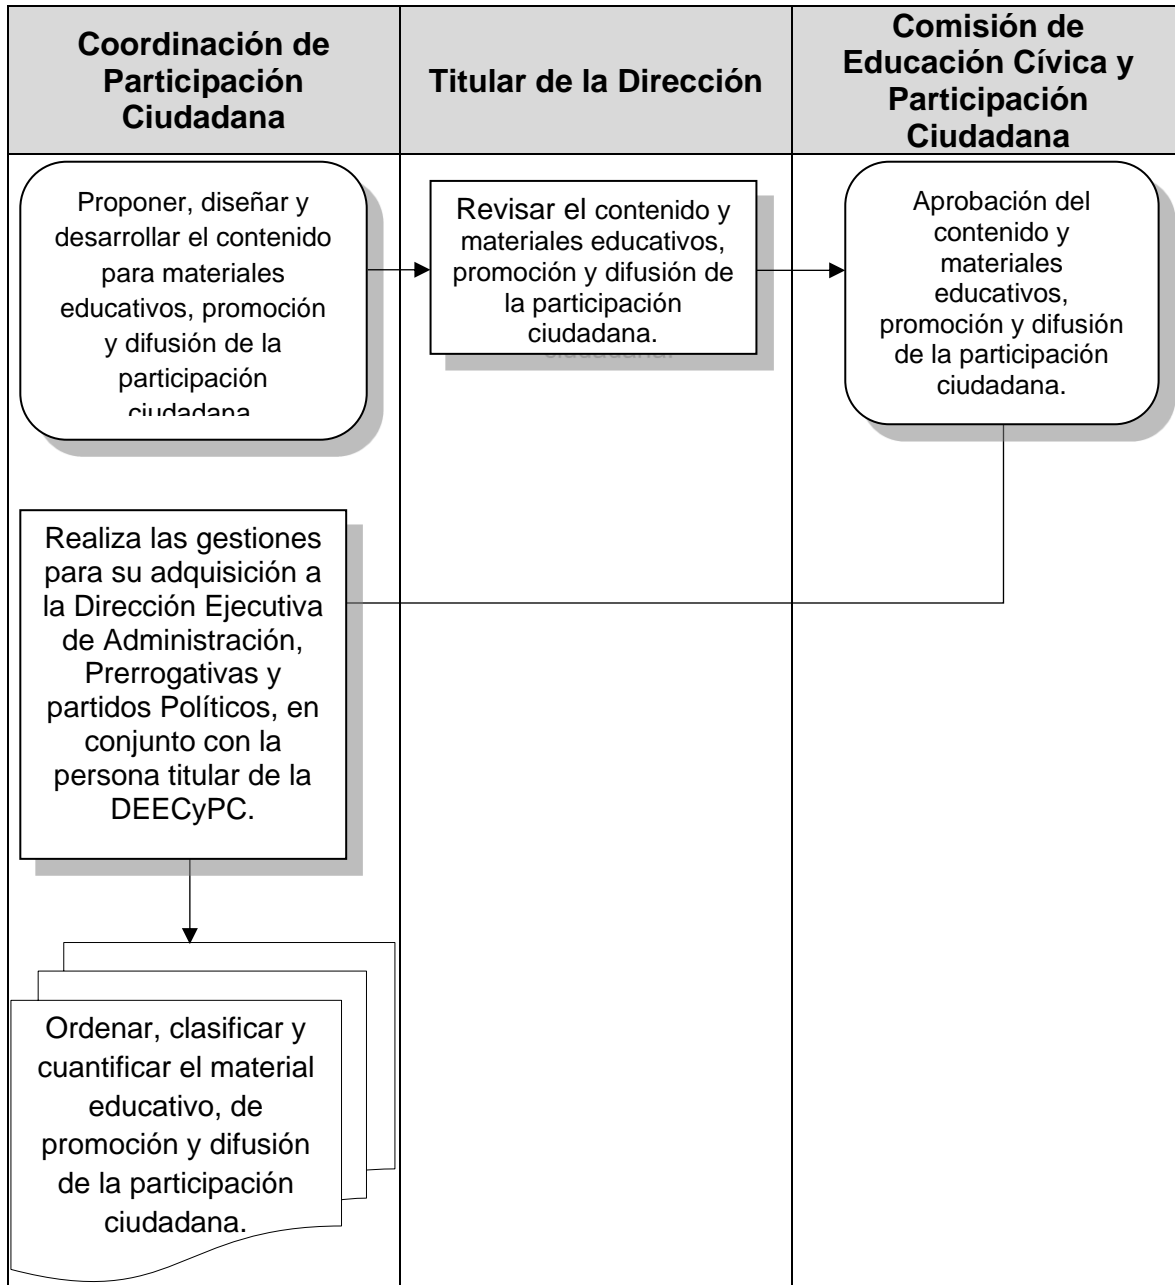 Coordinación de
Participación
Ciudadana
Titular de la Dirección
Comisión de
Educación Cívica y
Participación
Ciudadana
Proponer, diseñar y
desarrollar el contenido
para materiales
educativos, promoción
y difusión de la
participación
ciudadana
Revisar el contenido y
materiales educativos,
promoción y difusión de
la participación
ciudadana.
Aprobación del
contenido y
materiales
educativos,
promoción y difusión
de la participación
ciudadana.
Realiza las gestiones
para su adquisición a
la Dirección Ejecutiva
de Administración,
Prerrogativas y
partidos Políticos, en
conjunto con la
persona titular de la
DEECyPC.
Ordenar, clasificar y
cuantificar el material
educativo, de
promoción y difusión
de la participación
ciudadana.